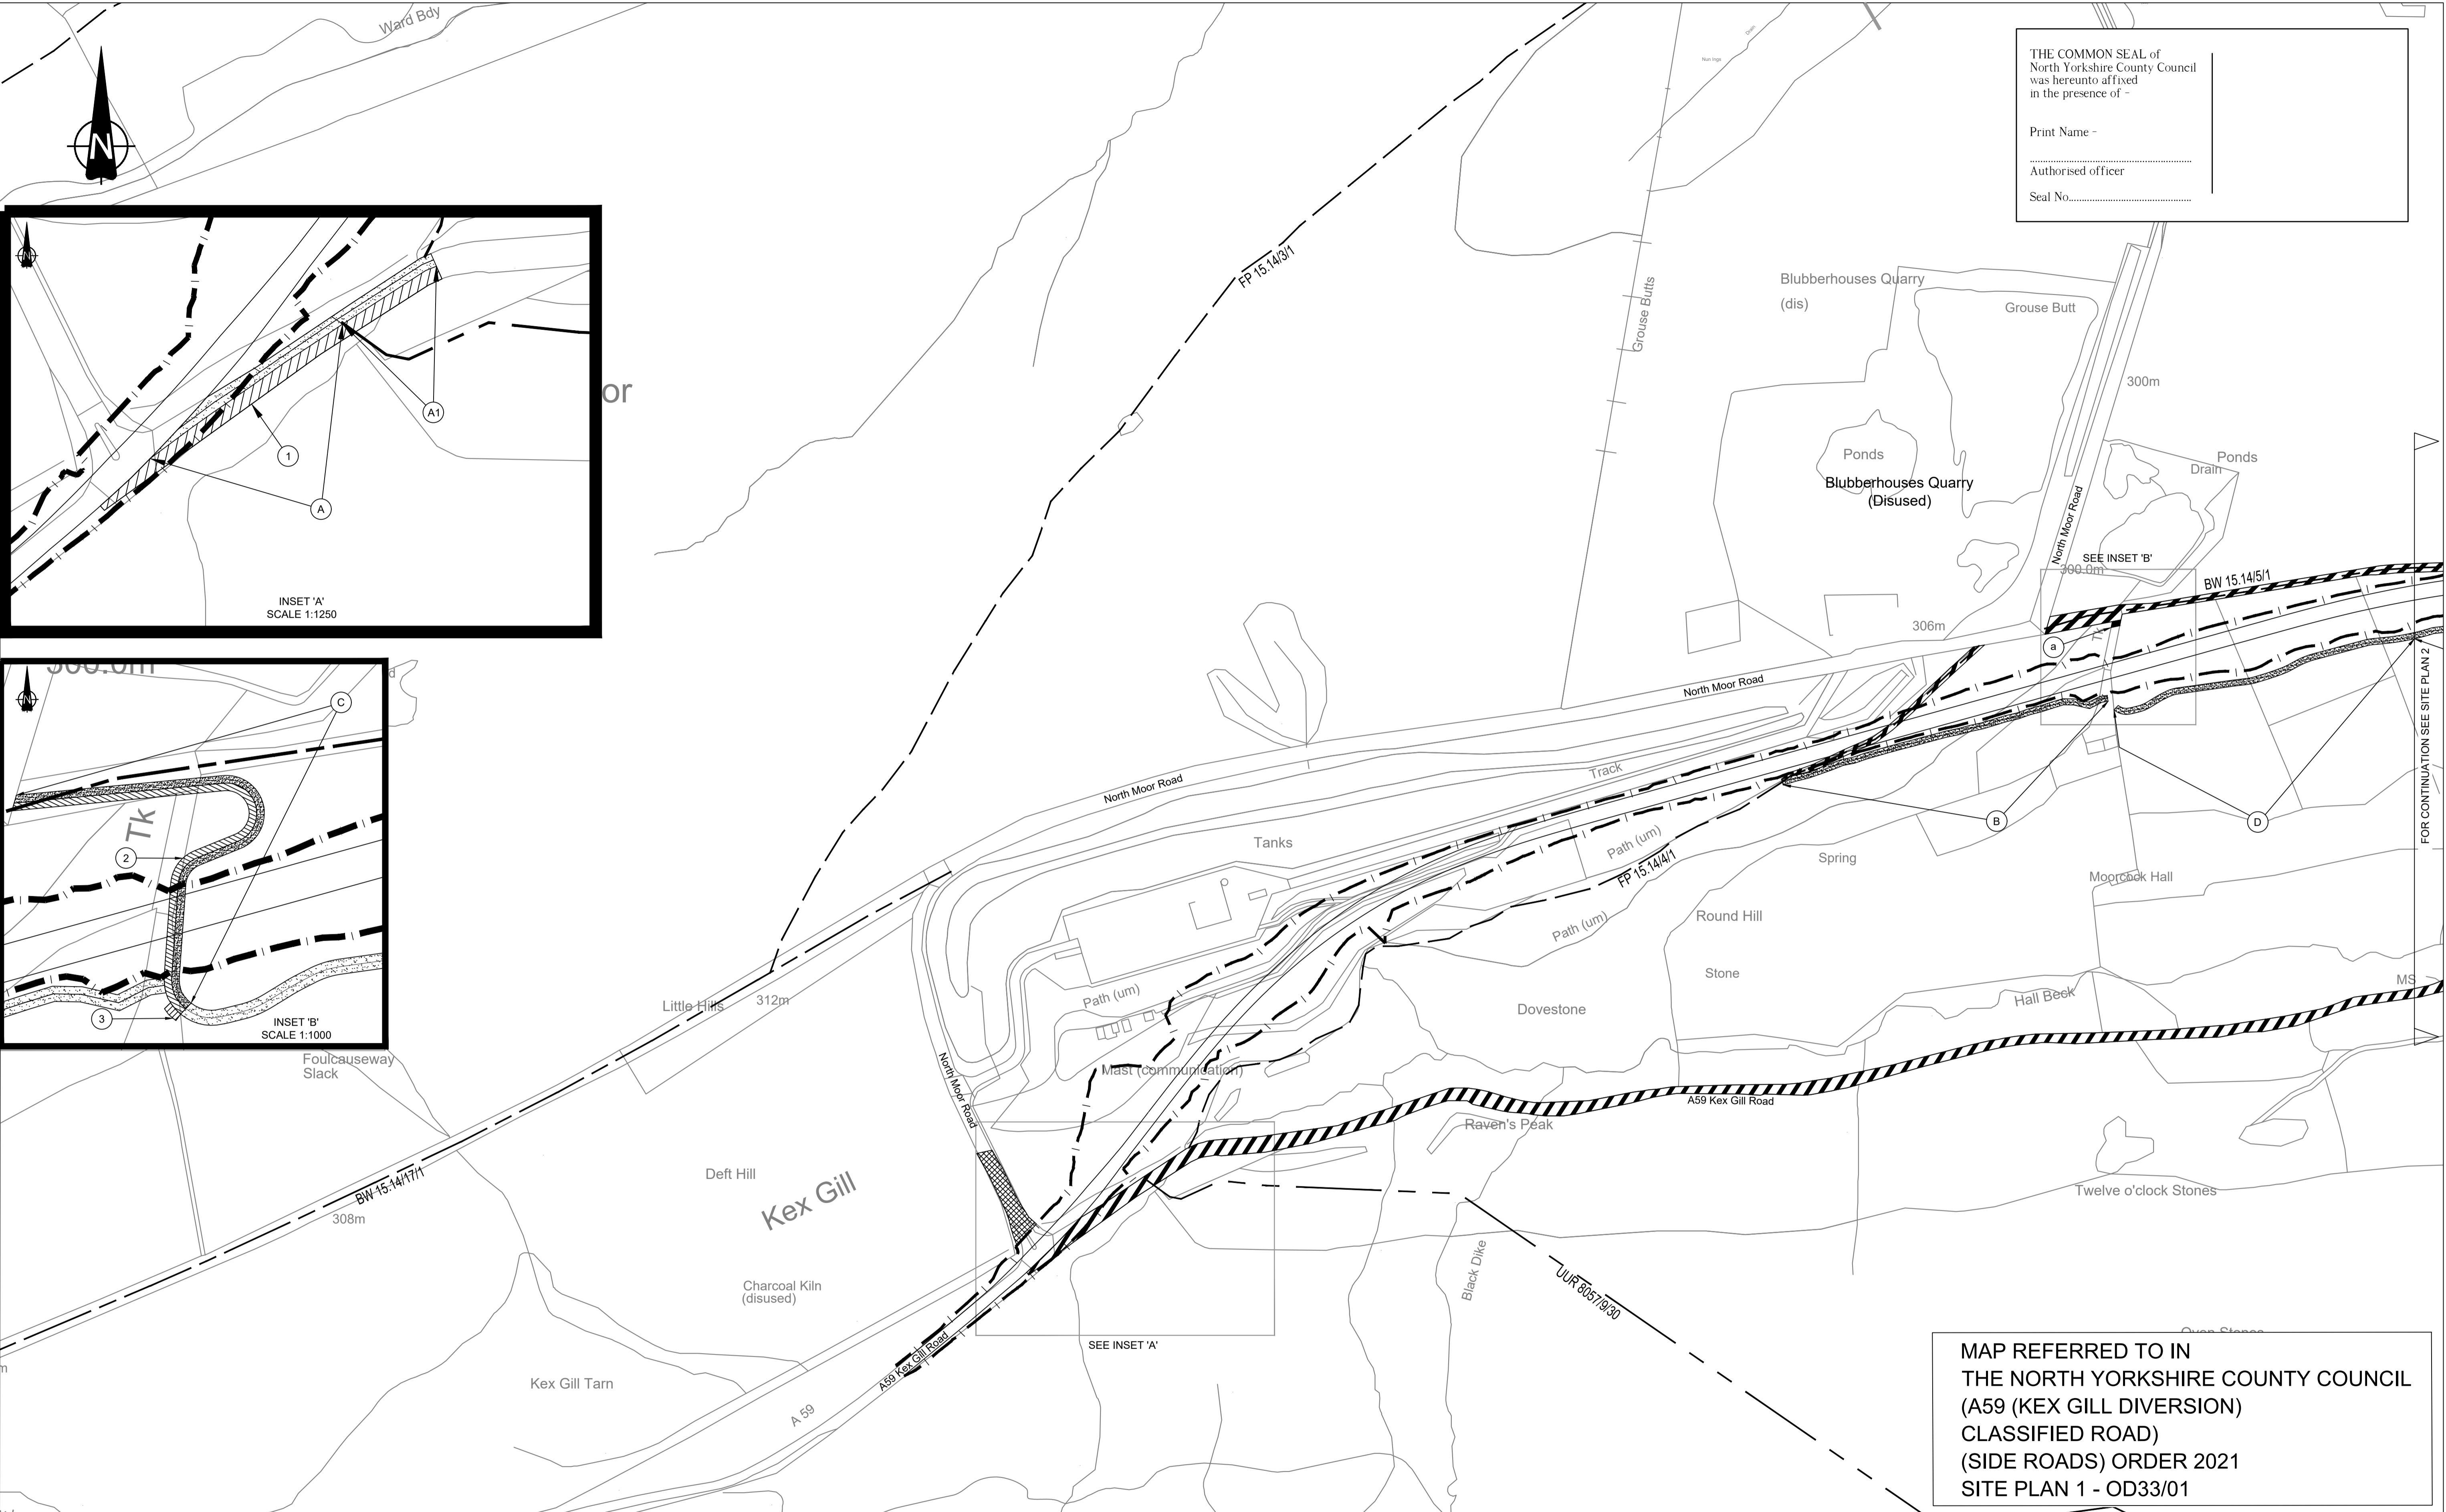 Ward Bdy
N
THE COMMON SEAL of
North Yorkshire County Council
was hereunto affixed
in the presence of -
Print Name -
Authorised officer
Seal No.
Nun Ings
Drain
FP 15.14/3/1
Grouse Butts
Blubberhouses Quarry
(dis)
Grouse Butt
300m
Ponds
Blubberhouses Quarry
(Disused)
Ponds
Drain
North Moor Road
SEE INSET 'B'
300.0m
BW 15.14/5/1
a
Tk
306m
North Moor Road
FOR CONTINUATION SEE SITE PLAN 2
or
A1
1
A
INSET 'A'
SCALE 1:1250
300.0m
d
C
Tk
2
3
INSET 'B'
SCALE 1:1000
North Moor Road
Track
Tanks
Path (um)
FP 15.14/4/1
Spring
B
D
Moorcock Hall
Round Hill
Path (um)
Stone
Little Hills
312m
Path (um)
Dovestone
Hall Beck
MS
Foulcauseway
Slack
North Moor Road
Mast (communication)
A59 Kex Gill Road
Raven's Peak
Deft Hill
Kex Gill
BW 15.14/17/1
308m
Twelve o'clock Stones
Charcoal Kiln
(disused)
Black Dike
UUR 8057/9/30
SEE INSET 'A'
A59 Kex Gill Road
Kex Gill Tarn
A 59
m
Oven Stones
MAP REFERRED TO IN
THE NORTH YORKSHIRE COUNTY COUNCIL
(A59 (KEX GILL DIVERSION)
CLASSIFIED ROAD)
(SIDE ROADS) ORDER 2021
SITE PLAN 1 - OD33/01